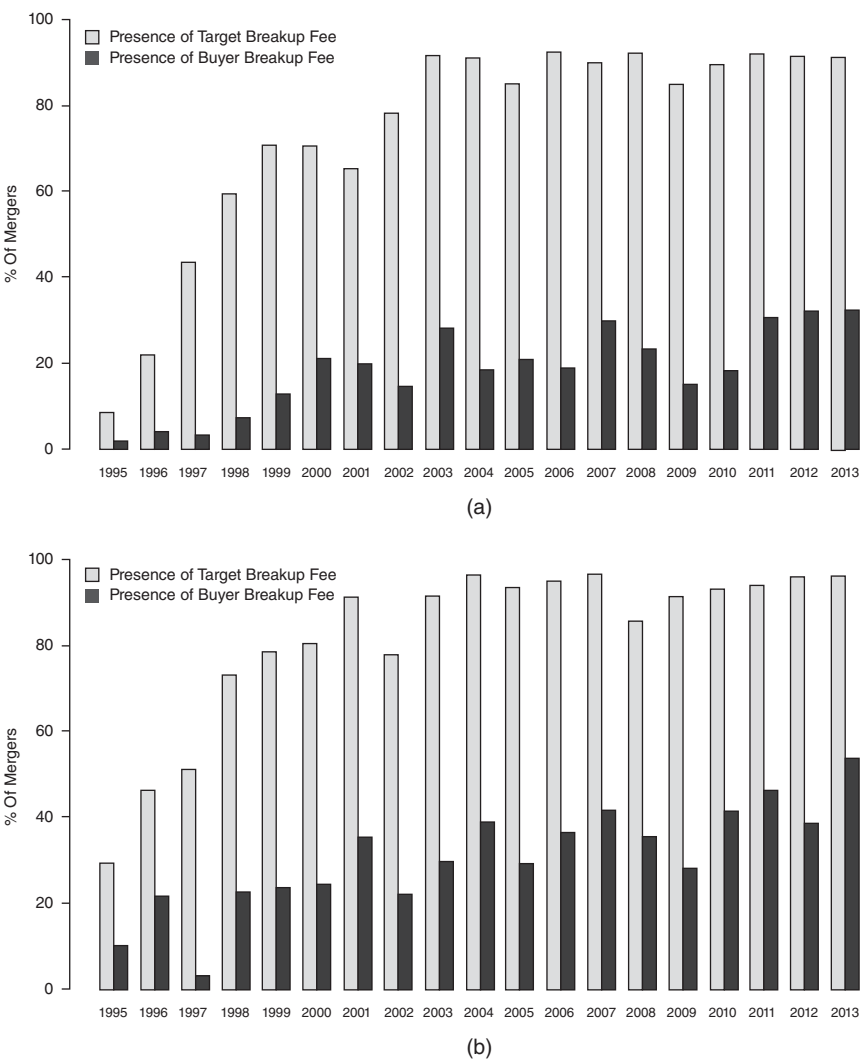 100
80
60
40
20
0
% Of Mergers
Presence of Target Breakup Fee
Presence of Buyer Breakup Fee
1995 1996 1997 1998 1999 2000 2001 2002 2003 2004 2005 2006 2007 2008 2009 2010 2011 2012 2013
(a)
100
80
60
40
20
0
% Of Mergers
Presence of Target Breakup Fee
Presence of Buyer Breakup Fee
1995 1996 1997 1998 1999 2000 2001 2002 2003 2004 2005 2006 2007 2008 2009 2010 2011 2012 2013
(b)